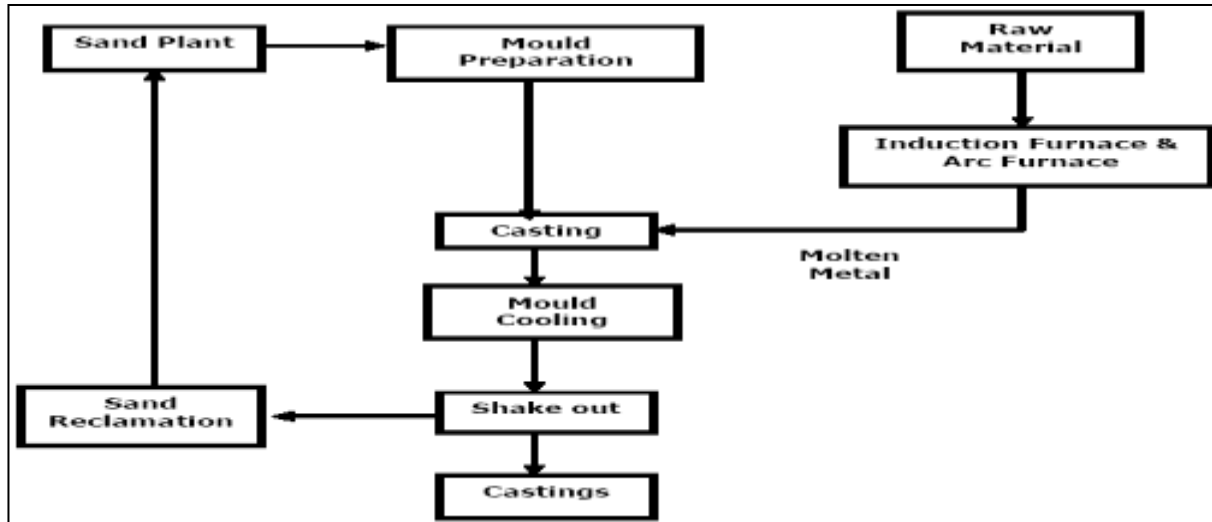 Sand Plant
Mould
Preparation
Raw
Material
Induction Furnace &
Arc Furnace
Casting
Molten
Metal
Mould
Cooling
Sand
Reclamation
Shake out
Castings